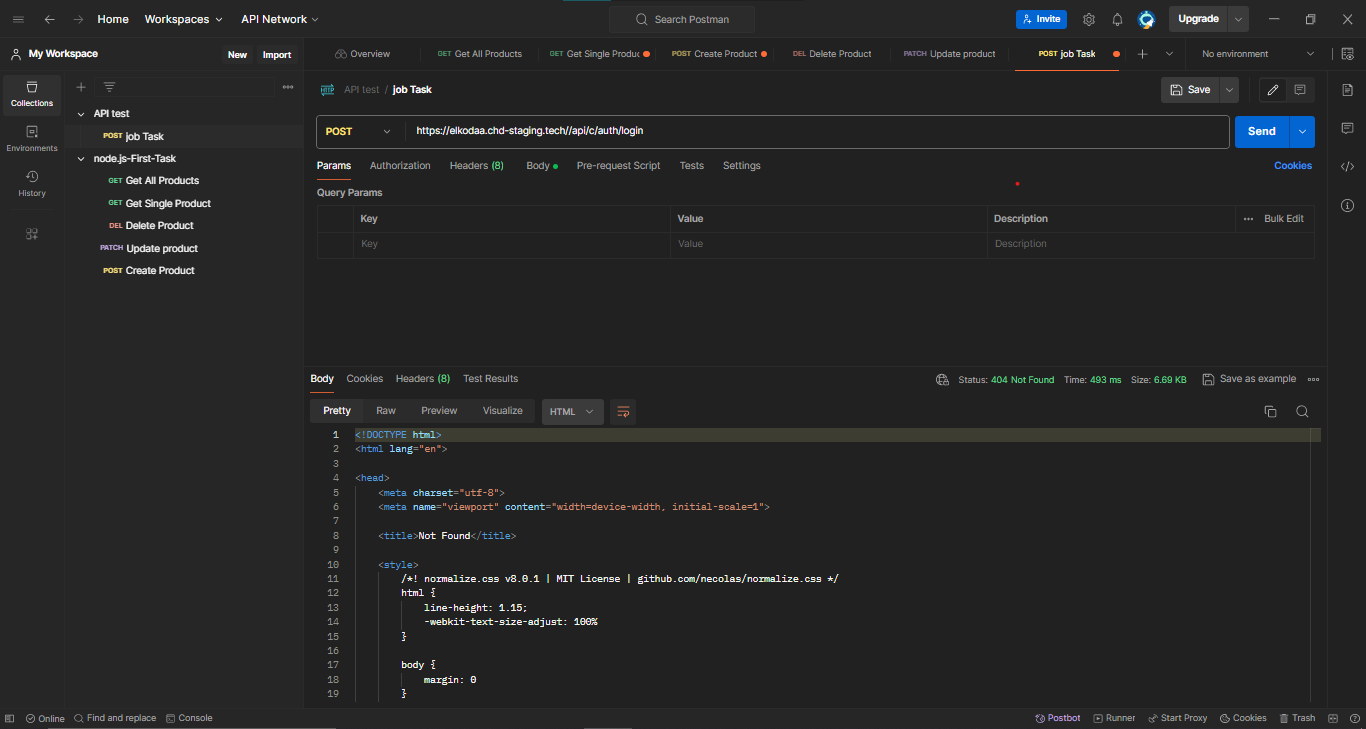 Home Workspaces API Network Search Postman Invite Upgrade
My Workspace New Import Overview GET Get All Products GET Get Single Produc POST Create Product DEL Delete Product PATCH Update product POST job Task No environment
Collections
Environments
History
API test
POST job Task
node.js-First-Task
GET Get All Products
GET Get Single Product
DEL Delete Product
PATCH Update product
POST Create Product
HTTP API test / job Task Save
POST https://elkodaa.chd-staging.tech//api/c/auth/login Send
Params Authorization Headers (8) Body Pre-request Script Tests Settings Cookies
Query Params
Key Value Description ••• Bulk Edit
Key Value Description
Body Cookies Headers (8) Test Results Status: 404 Not Found Time: 493 ms Size: 6.69 KB Save as example
Pretty Raw Preview Visualize HTML
1 <!DOCTYPE html>
2 <html lang="en">
3
4 <head>
5 <meta charset="utf-8">
6 <meta name="viewport" content="width=device-width, initial-scale=1">
7
8 <title>Not Found</title>
9
10 <style>
11 /*! normalize.css v8.0.1 | MIT License | github.com/necolas/normalize.css */
12 html {
13 line-height: 1.15;
14 -webkit-text-size-adjust: 100%
15 }
16
17 body {
18 margin: 0
19 }
Online Find and replace Console Postbot Runner Start Proxy Cookies Trash